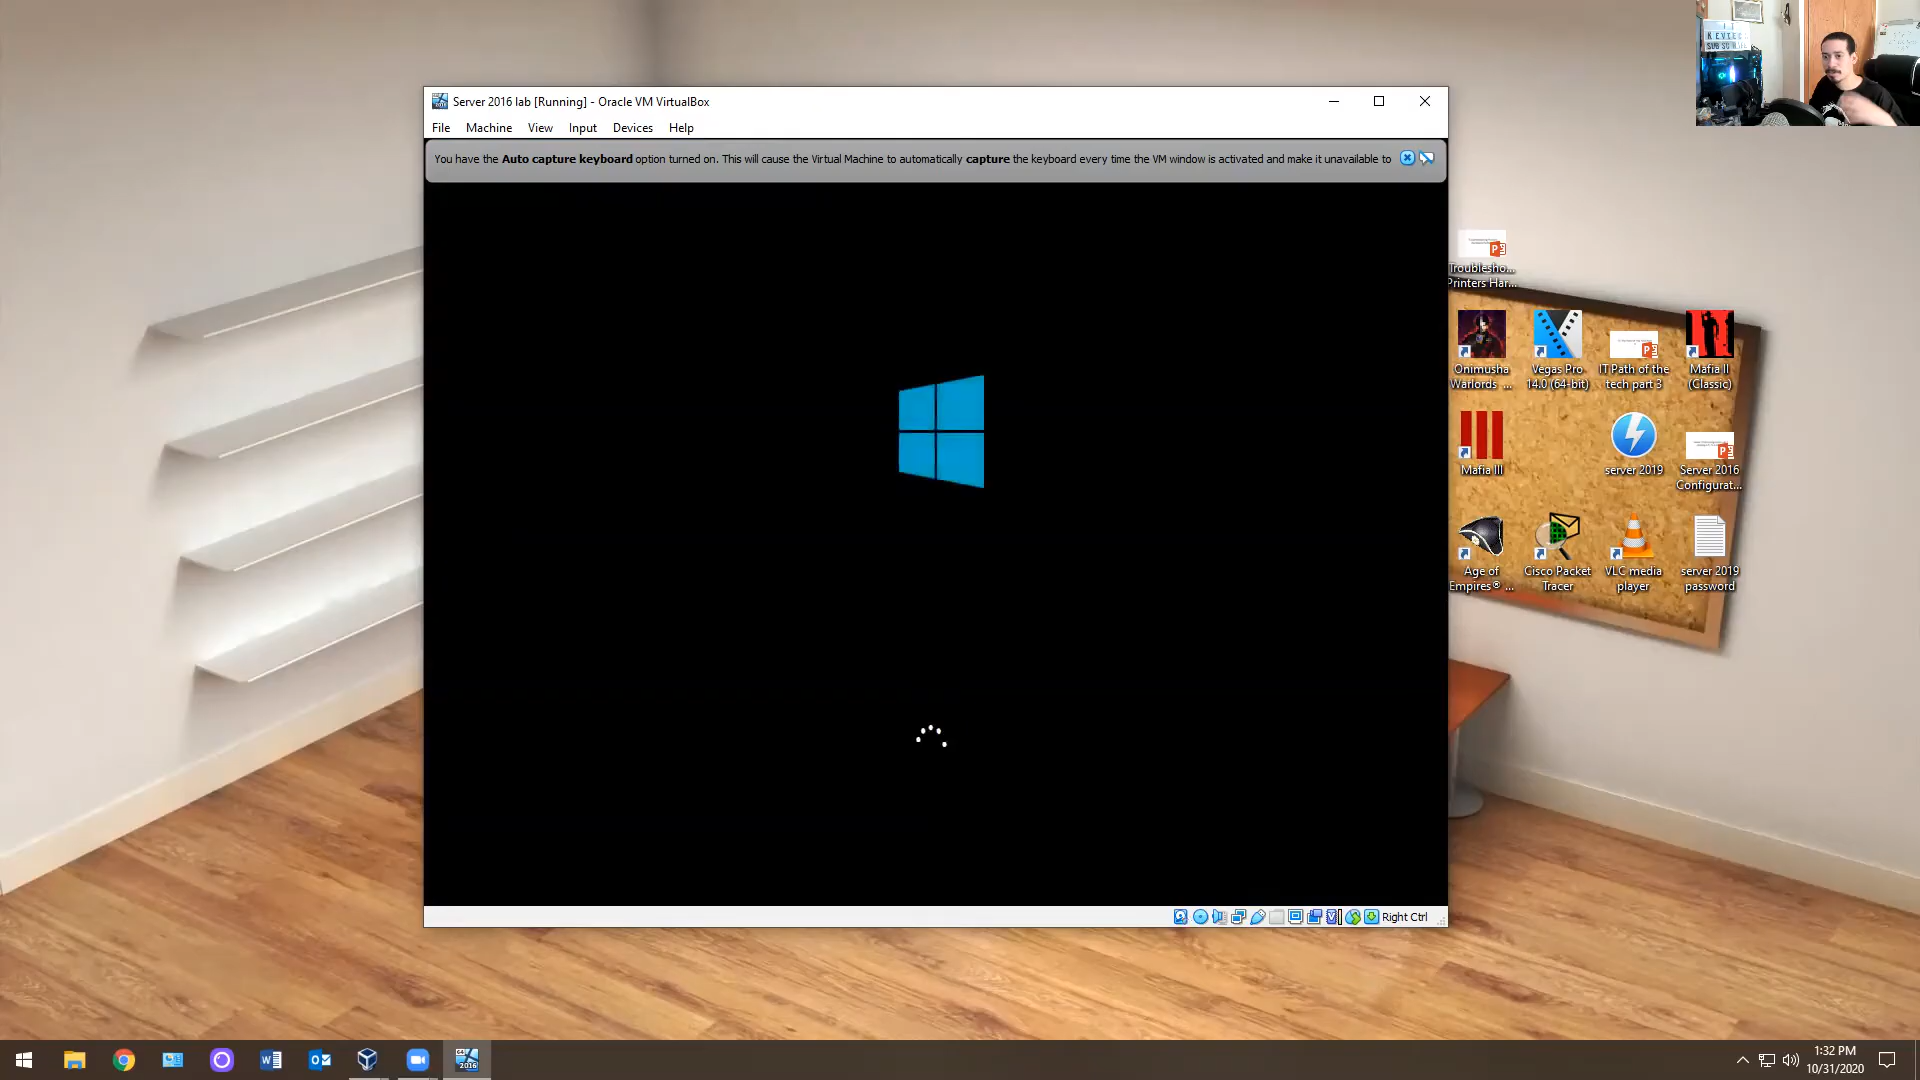 Server 2016 lab [Running] - Oracle VM VirtualBox
File Machine View Input Devices Help
You have the Auto capture keyboard option turned on. This will cause the Virtual Machine to automatically capture the keyboard every time the VM window is activated and make it unavailable to
Troublesho...
Printers Har...
Onimusha
Warlords ...
Vegas Pro
14.0 (64-bit)
IT Path of the
tech part 3
Mafia II
(Classic)
Mafia III
server 2019
Server 2016
Configurat...
Age of
Empires® ...
Cisco Packet
Tracer
VLC media
player
server 2019
password
Right Ctrl
2016
1:32 PM
10/31/2020